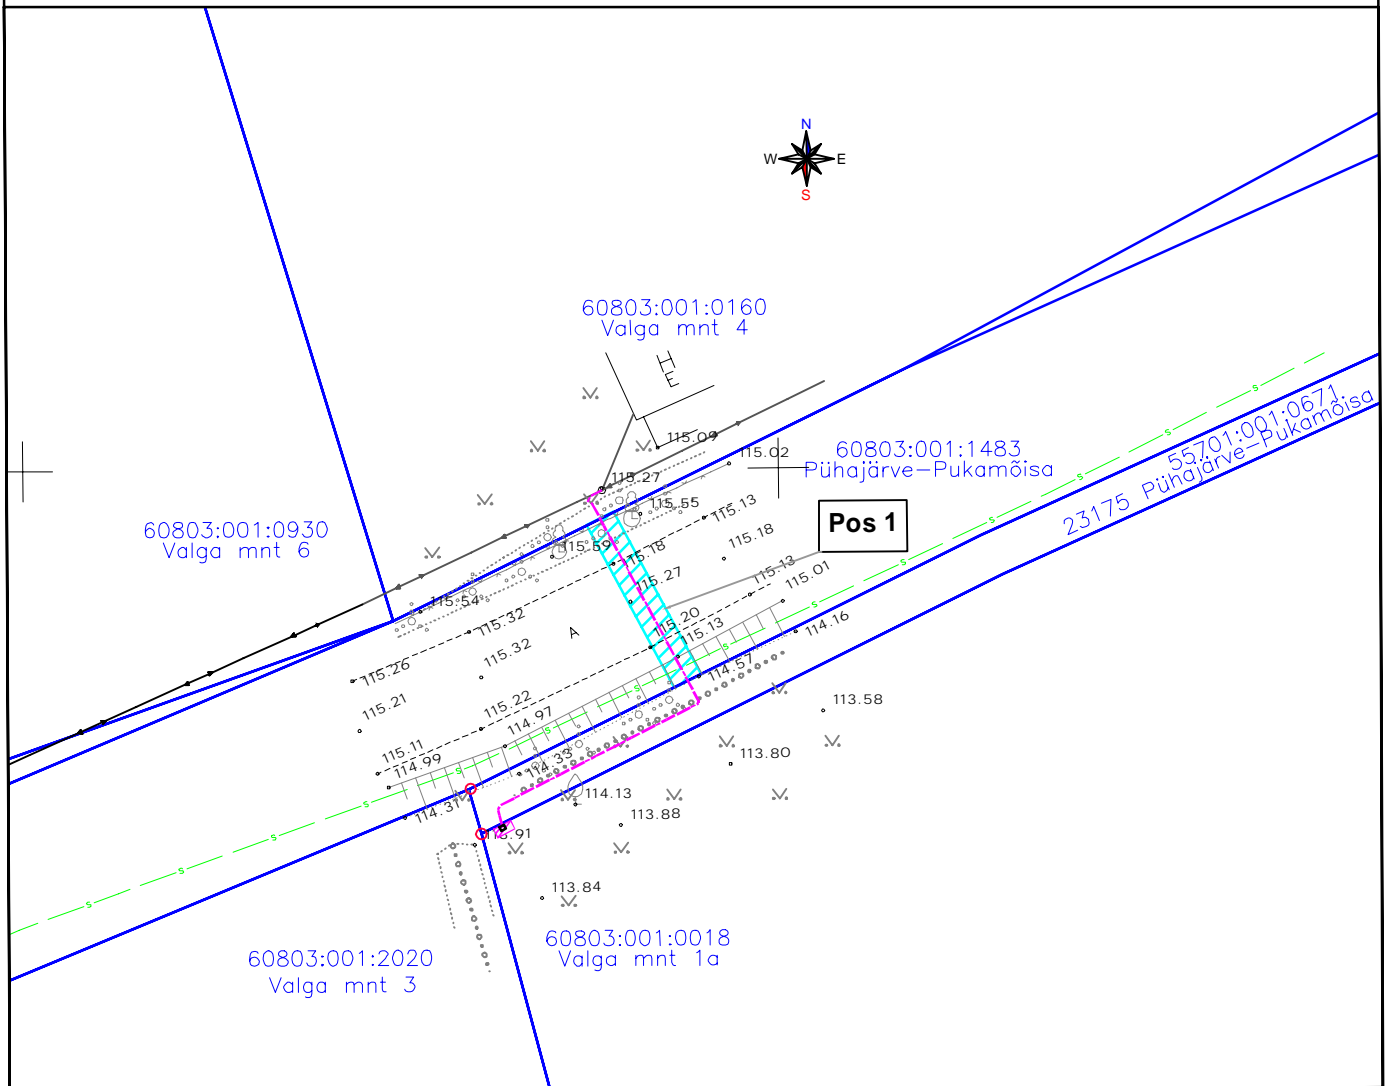 N
W
E
S
60803:001:0160
Valga mnt 4
H
E
115.09
115.02
60803:001:1483
Pühajärve-Pukamõisa
55701:001:0671
23175 Pühajärve-Pukamõisa
115.27
115.55
115.13
Pos 1
60803:001:0930
Valga mnt 6
115.59
115.18
115.18
115.27
115.13
115.01
115.54
115.32
A
115.20
115.13
114.16
115.32
115.26
114.57
115.21
115.22
114.97
113.58
115.11
114.99
114.33
113.80
114.31
114.13
113.88
113.91
113.84
60803:001:2020
Valga mnt 3
60803:001:0018
Valga mnt 1a
s
s
s
s
s
s
s
s
s
s
s
s
s
s